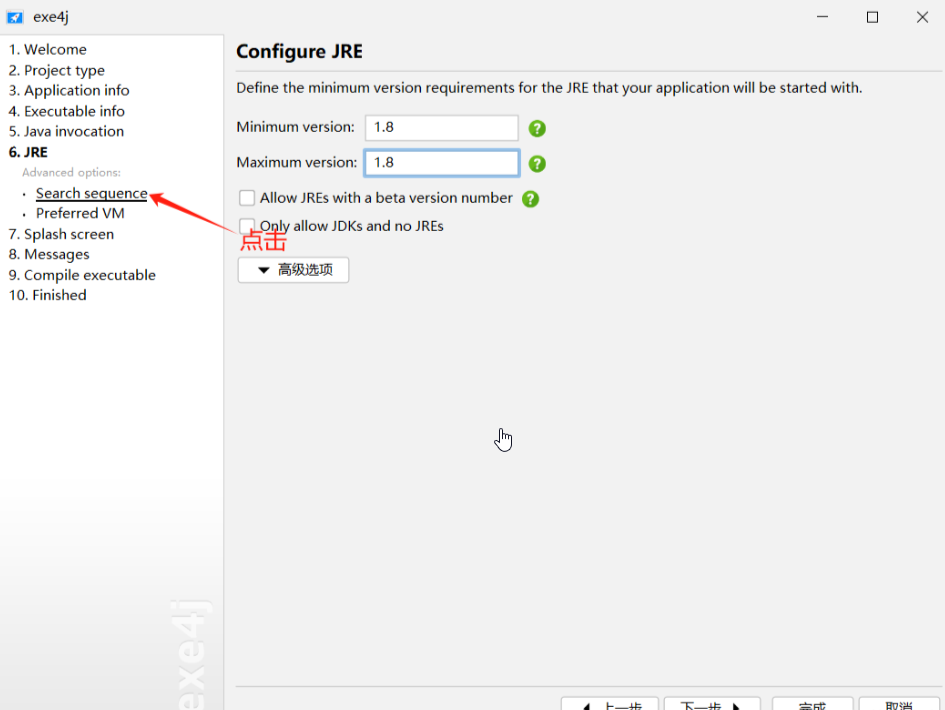 exe4j
1. Welcome
2. Project type
3. Application info
4. Executable info
5. Java invocation
6. JRE
Advanced options:
· Search sequence
· Preferred VM
7. Splash screen
8. Messages
9. Compile executable
10. Finished
exe4j
Configure JRE
Define the minimum version requirements for the JRE that your application will be started with.
Minimum version: 1.8
Maximum version: 1.8
Allow JREs with a beta version number
Only allow JDKs and no JREs
点击
高级选项
上一步 下一步 完成 取消